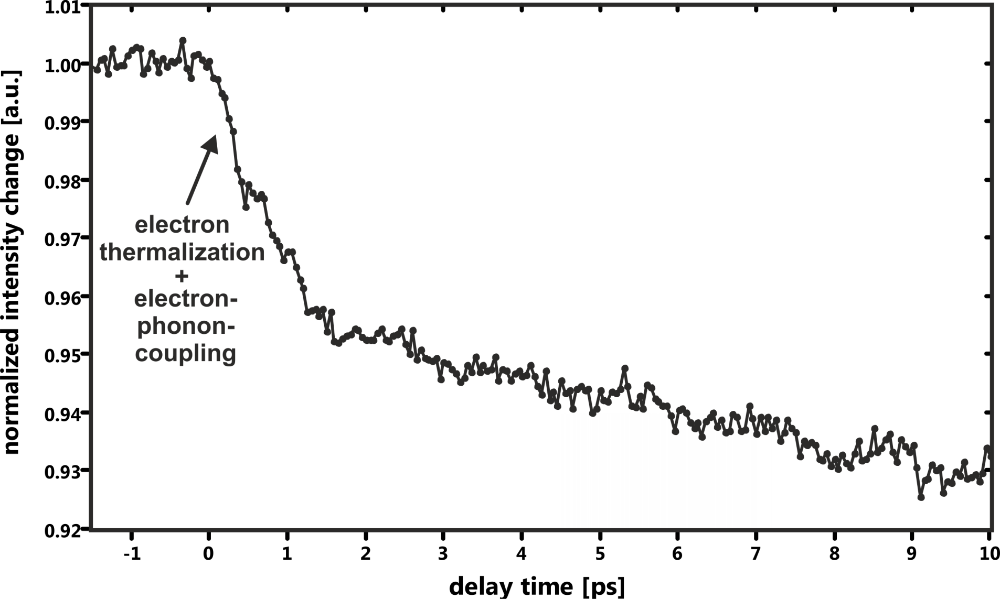 normalized intensity change [a.u.]
1.01
1.00
0.99
0.98
0.97
0.96
0.95
0.94
0.93
0.92
electron
thermalization
+
electron-
phonon-
coupling
-1 0 1 2 3 4 5 6 7 8 9 10
delay time [ps]